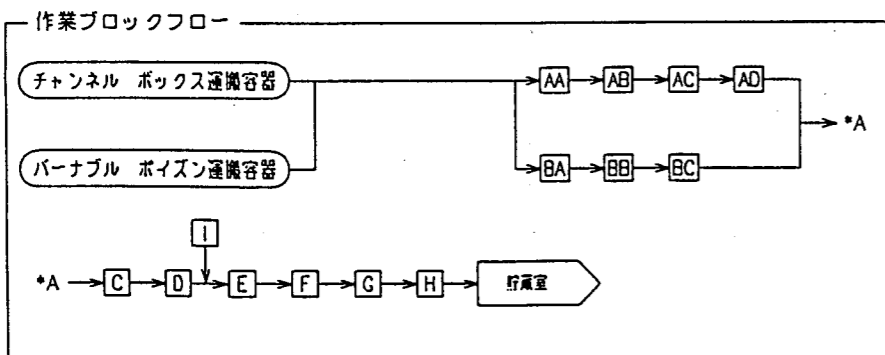 作業ブロックフロー
チャンネル ボックス運搬容器
AA AB AC AD
*A
バーナブル ポイズン運搬容器
BA BB BC
I
*A C D E F G H 貯蔵室